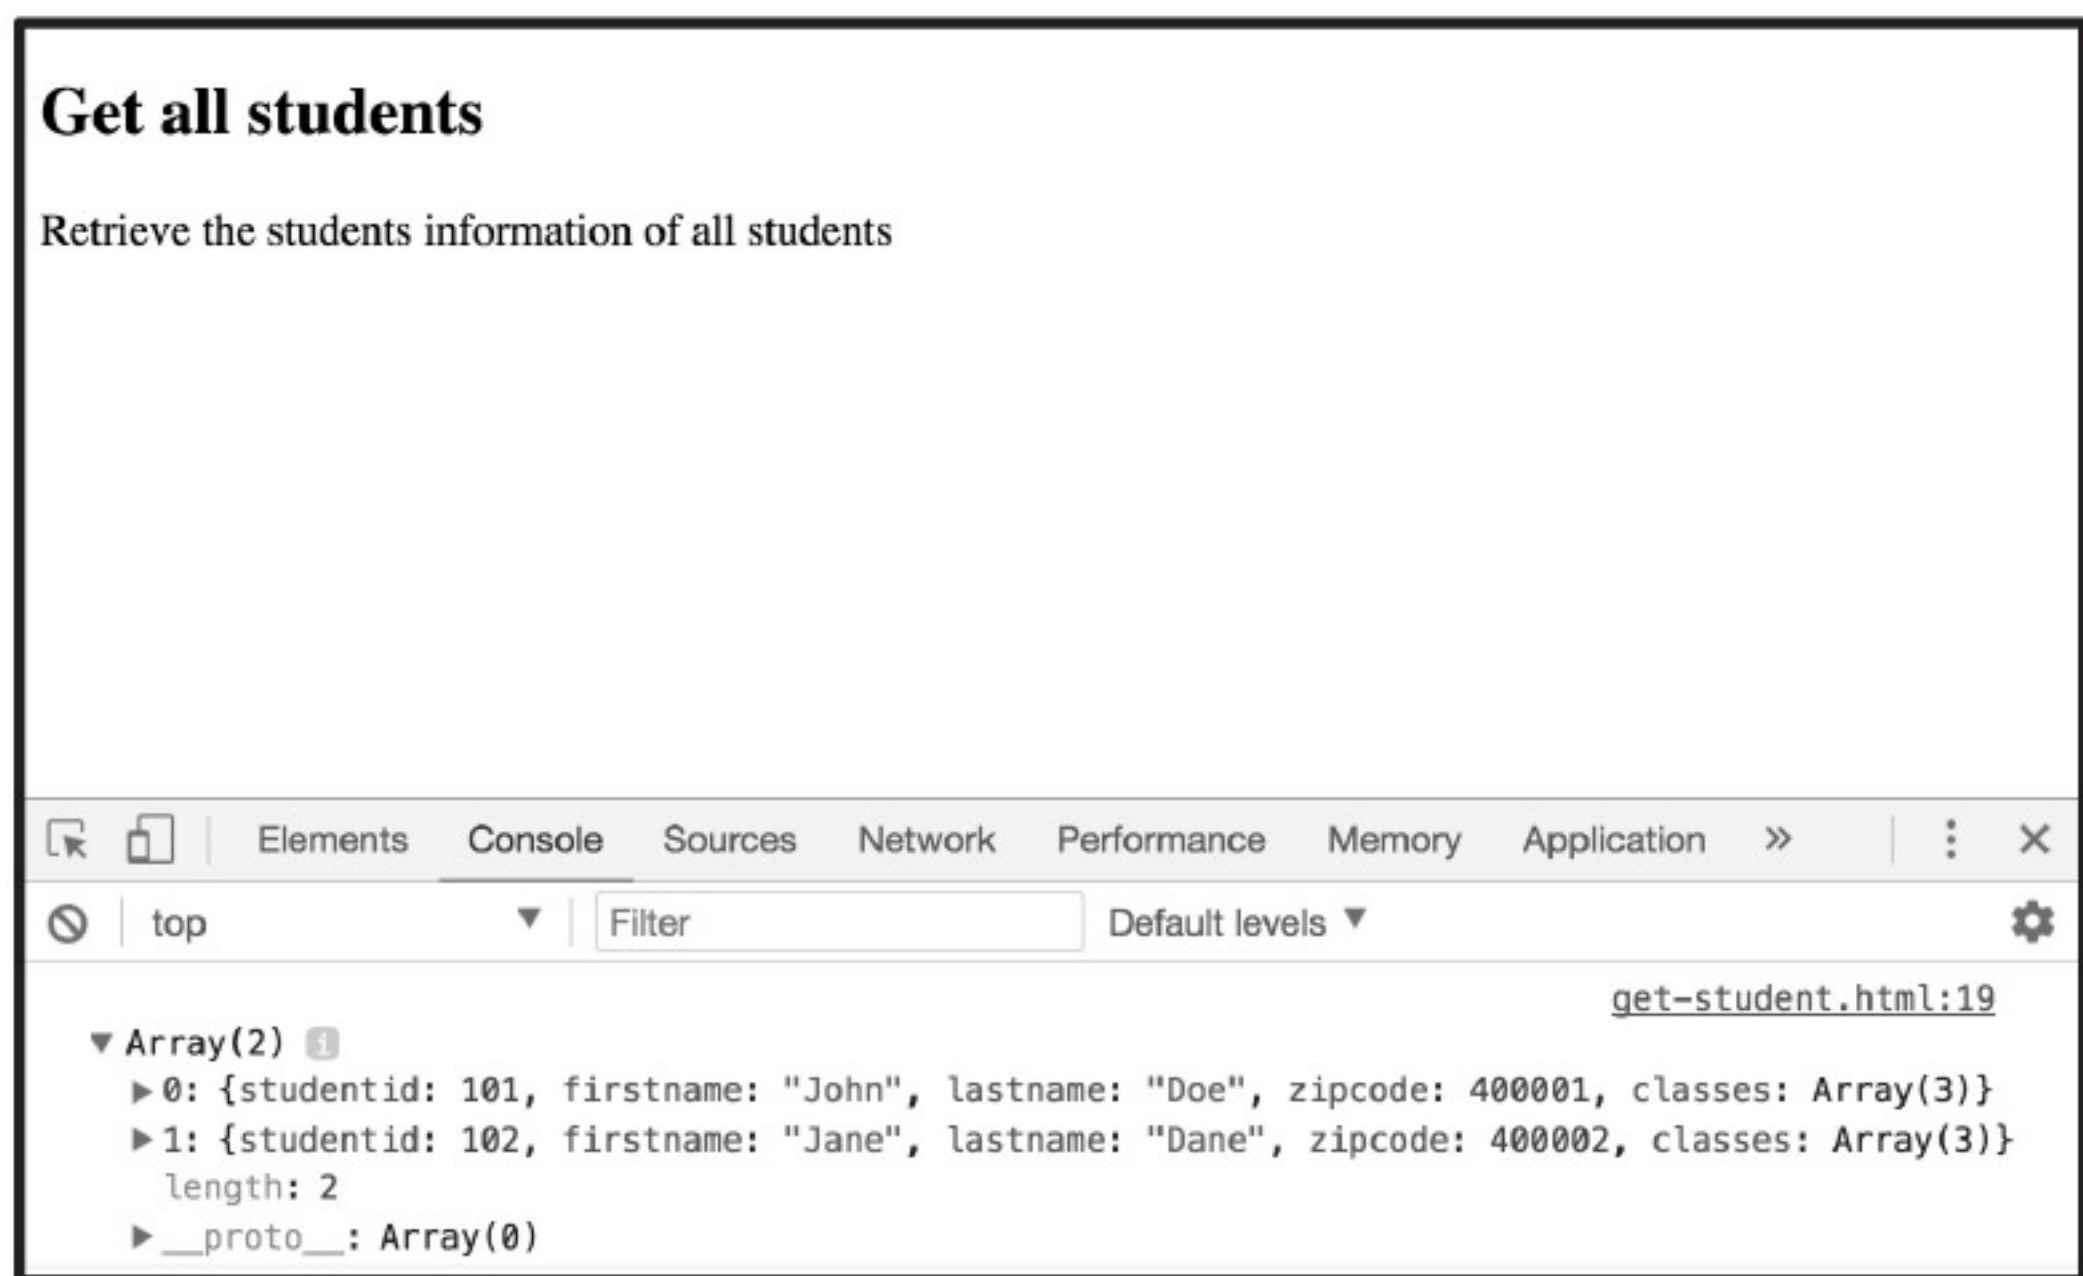 Get all students
Retrieve the students information of all students
Elements Console Sources Network Performance Memory Application »
top ▼ Filter Default levels ▼
get-student.html:19
▼ Array(2) i
▶ 0: {studentid: 101, firstname: "John", lastname: "Doe", zipcode: 400001, classes: Array(3)}
▶ 1: {studentid: 102, firstname: "Jane", lastname: "Dane", zipcode: 400002, classes: Array(3)}
length: 2
▶ __proto__: Array(0)